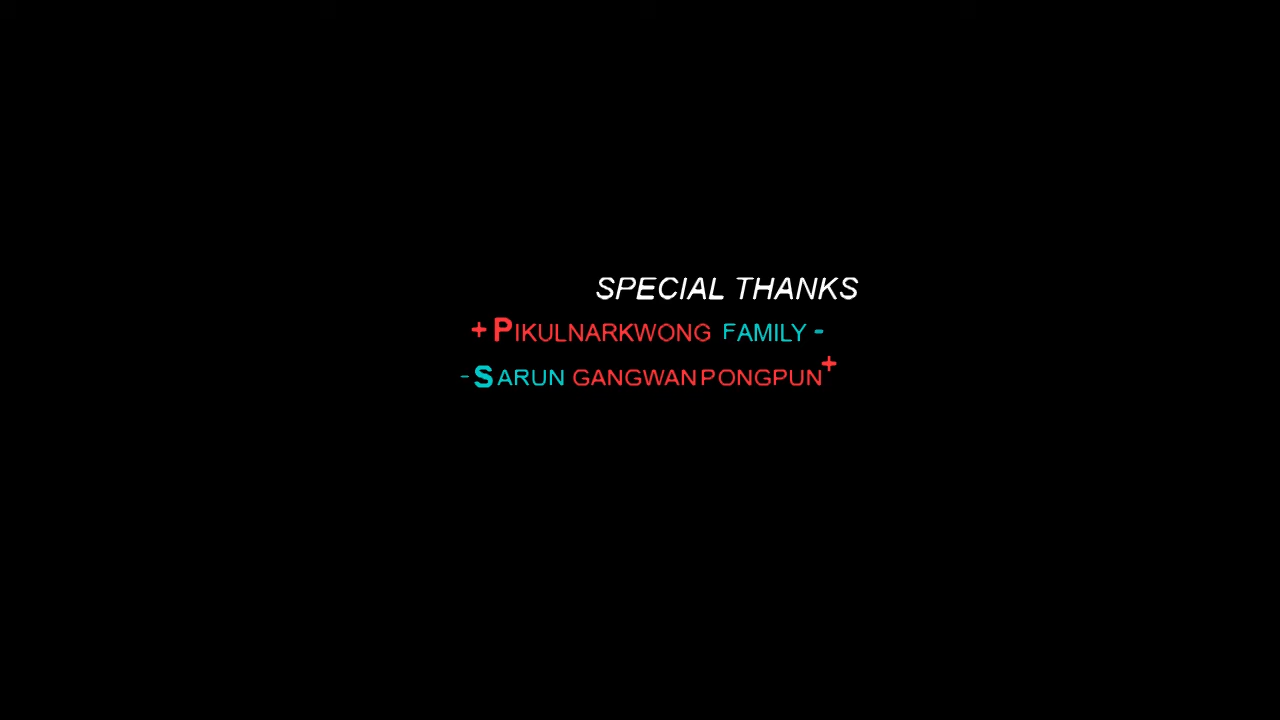 SPECIAL THANKS
+ PIKULNARKWONG FAMILY -
- SARUN GANGWANPONGPUN+